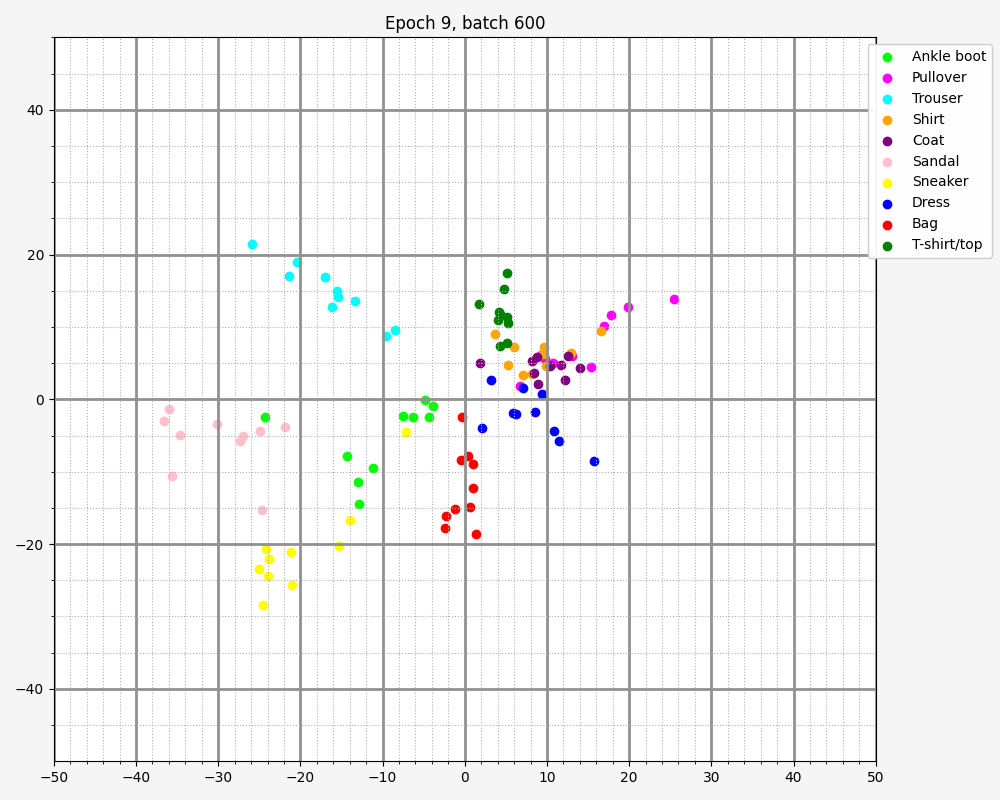 Epoch 9, batch 600
Ankle boot
Pullover
Trouser
Shirt
Coat
Sandal
Sneaker
Dress
Bag
T-shirt/top
40
20
0
−20
−40
−50 −40 −30 −20 −10 0 10 20 30 40 50